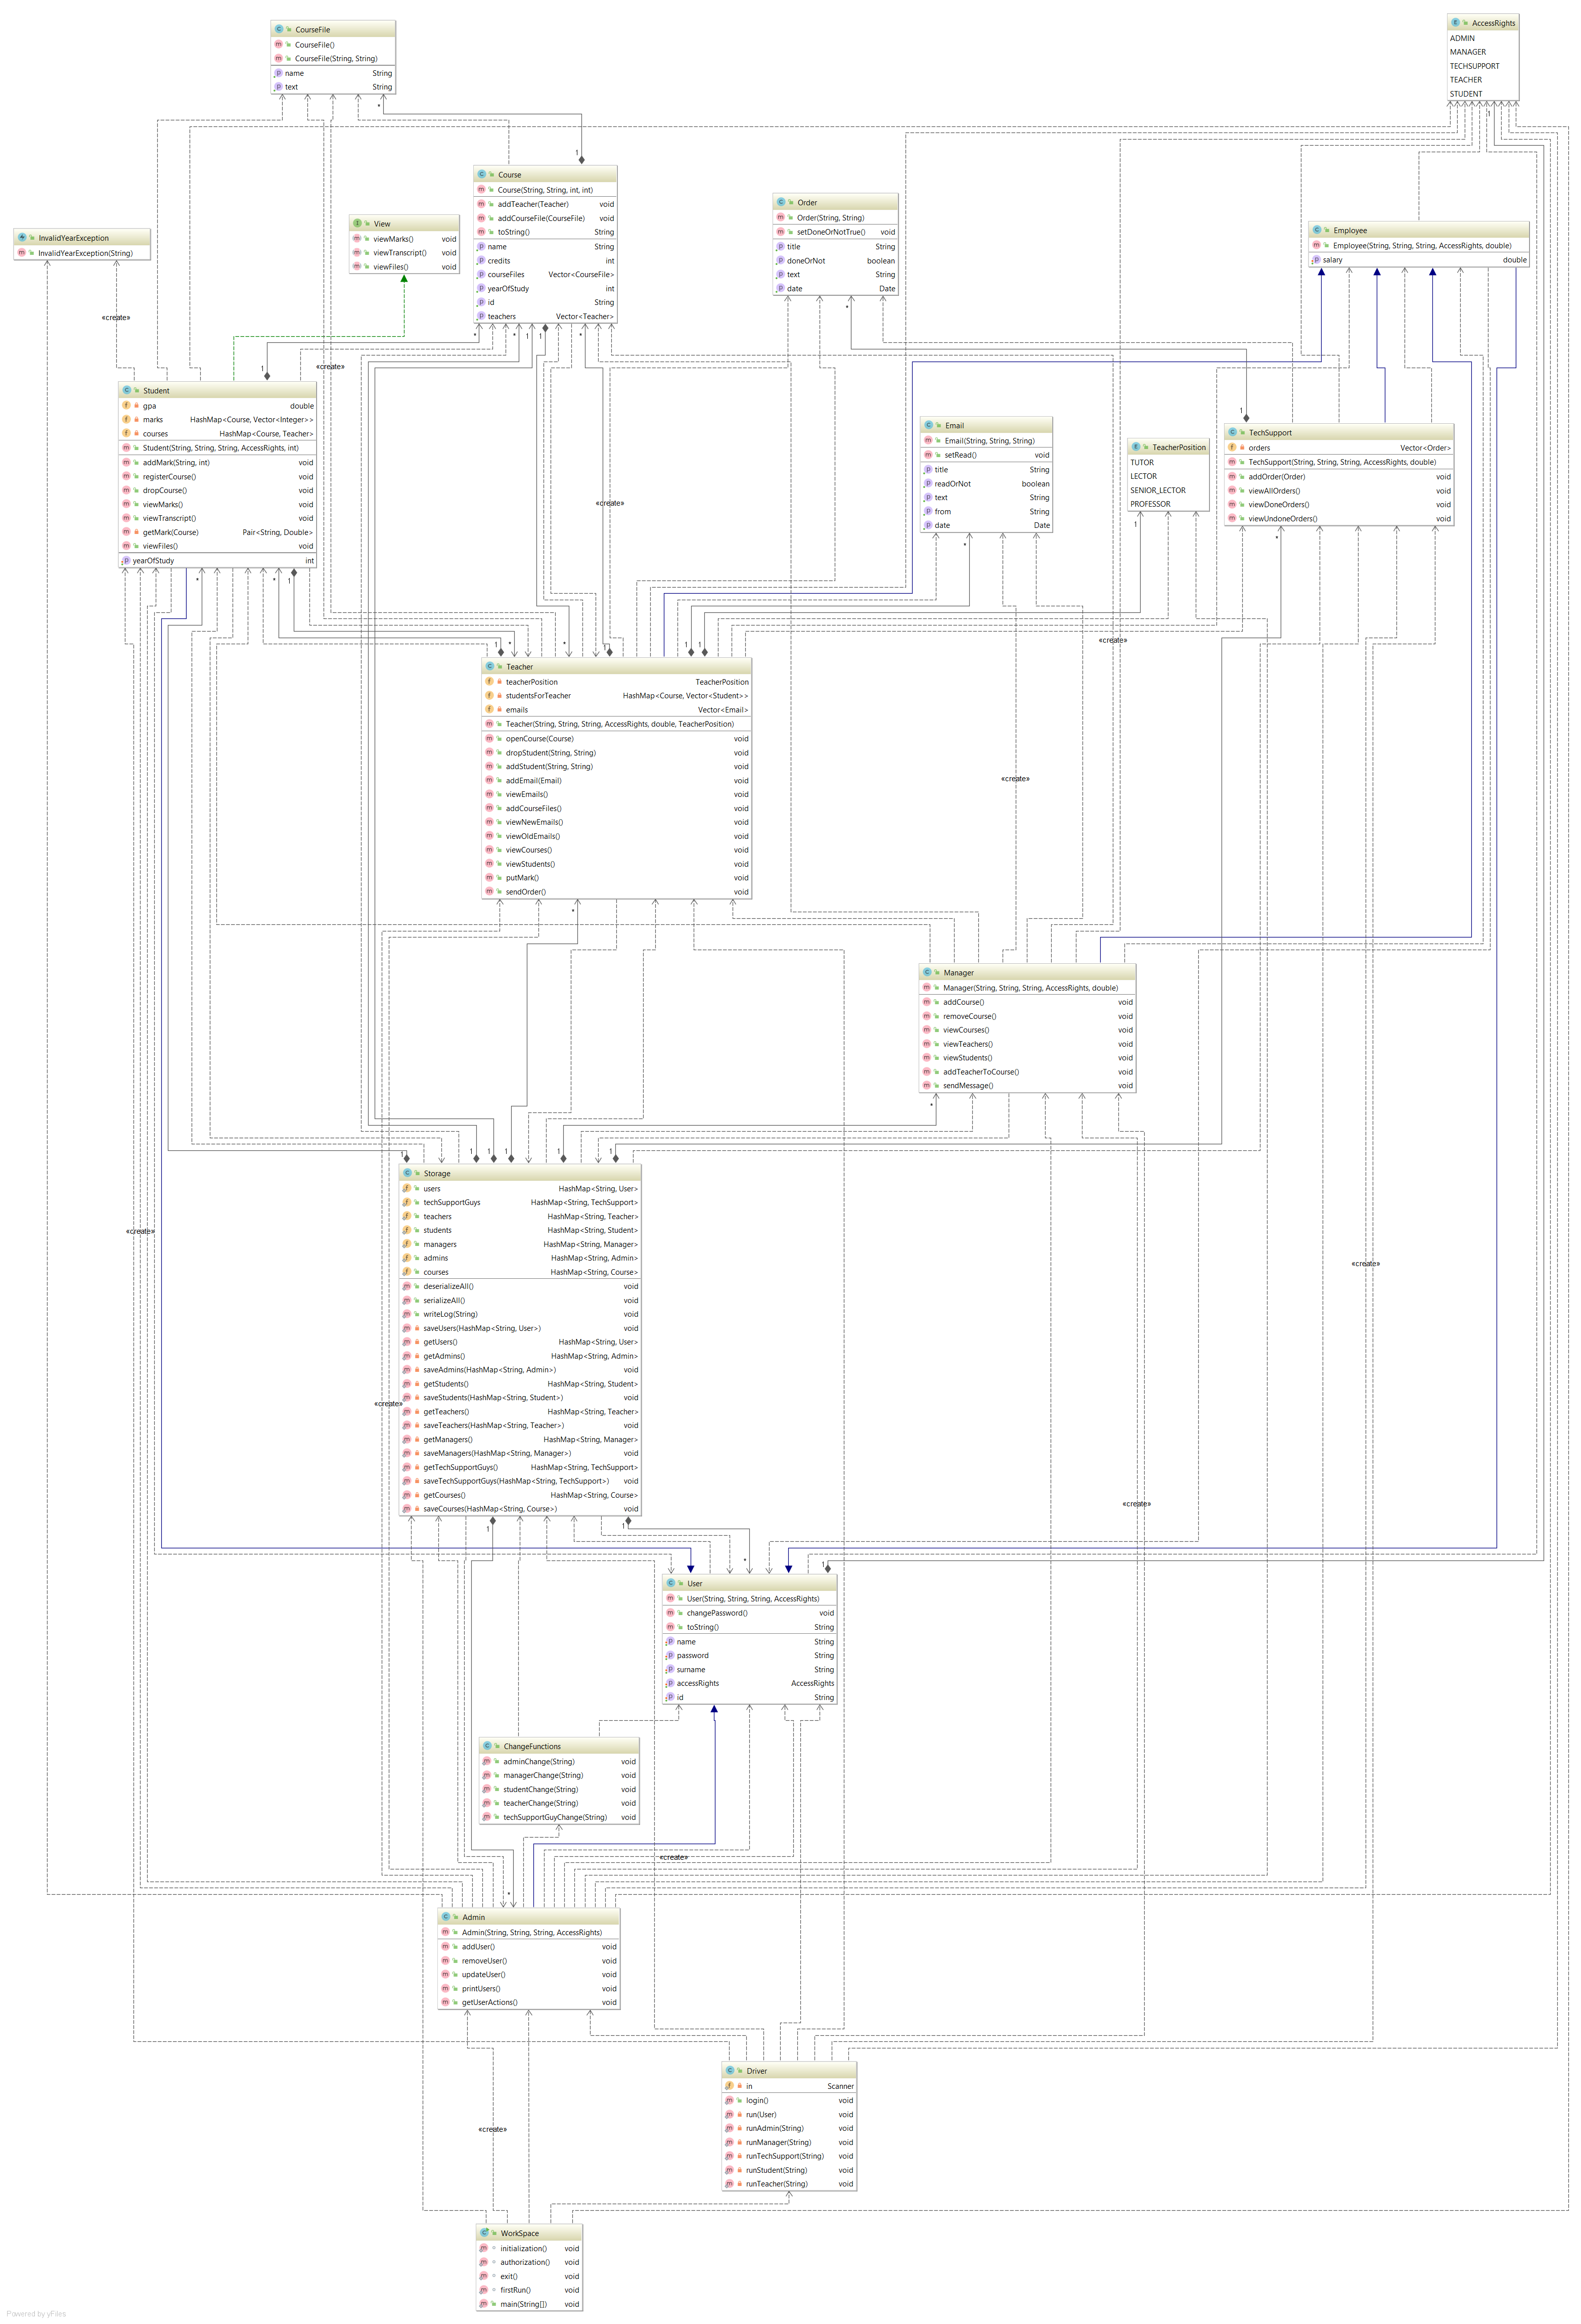 CourseFile
CourseFile()
CourseFile(String, String)
name String
text String
AccessRights
ADMIN
MANAGER
TECHSUPPORT
TEACHER
STUDENT
* 1
1
Course
Course(String, String, int, int)
addTeacher(Teacher) void
addCourseFile(CourseFile) void
toString() String
name String
credits int
courseFiles Vector<CourseFile>
yearOfStudy int
id String
teachers Vector<Teacher>
Order
Order(String, String)
setDoneOrNotTrue() void
title String
doneOrNot boolean
text String
date Date
View
viewMarks() void
viewTranscript() void
viewFiles() void
InvalidYearException
InvalidYearException(String)
Employee
Employee(String, String, String, AccessRights, double)
salary double
«create»
«create»
Student
gpa double
marks HashMap<Course, Vector<Integer>>
courses HashMap<Course, Teacher>
Student(String, String, String, AccessRights, int)
addMark(String, int) void
registerCourse() void
dropCourse() void
viewMarks() void
viewTranscript() void
getMark(Course) Pair<String, Double>
viewFiles() void
yearOfStudy int
Email
Email(String, String, String)
setRead() void
title String
readOrNot boolean
text String
from String
date Date
TeacherPosition
TUTOR
LECTOR
SENIOR_LECTOR
PROFESSOR
TechSupport
orders Vector<Order>
TechSupport(String, String, String, AccessRights, double)
addOrder(Order) void
viewAllOrders() void
viewDoneOrders() void
viewUndoneOrders() void
«create»
«create»
Teacher
teacherPosition TeacherPosition
studentsForTeacher HashMap<Course, Vector<Student>>
emails Vector<Email>
Teacher(String, String, String, AccessRights, double, TeacherPosition)
openCourse(Course) void
dropStudent(String, String) void
addStudent(String, String) void
addEmail(Email) void
viewEmails() void
addCourseFiles() void
viewNewEmails() void
viewOldEmails() void
viewCourses() void
viewStudents() void
putMark() void
sendOrder() void
«create»
Manager
Manager(String, String, String, AccessRights, double)
addCourse() void
removeCourse() void
viewCourses() void
viewTeachers() void
viewStudents() void
addTeacherToCourse() void
sendMessage() void
Storage
users HashMap<String, User>
techSupportGuys HashMap<String, TechSupport>
teachers HashMap<String, Teacher>
students HashMap<String, Student>
managers HashMap<String, Manager>
admins HashMap<String, Admin>
courses HashMap<String, Course>
deserializeAll() void
serializeAll() void
writeLog(String) void
saveUsers(HashMap<String, User>) void
getUsers() HashMap<String, User>
getAdmins() HashMap<String, Admin>
saveAdmins(HashMap<String, Admin>) void
getStudents() HashMap<String, Student>
saveStudents(HashMap<String, Student>) void
getTeachers() HashMap<String, Teacher>
saveTeachers(HashMap<String, Teacher>) void
getManagers() HashMap<String, Manager>
saveManagers(HashMap<String, Manager>) void
getTechSupportGuys() HashMap<String, TechSupport>
saveTechSupportGuys(HashMap<String, TechSupport>) void
getCourses() HashMap<String, Course>
saveCourses(HashMap<String, Course>) void
«create»
«create»
«create»
«create»
User
User(String, String, String, AccessRights)
changePassword() void
toString() String
name String
password String
surname String
accessRights AccessRights
id String
ChangeFunctions
adminChange(String) void
managerChange(String) void
studentChange(String) void
teacherChange(String) void
techSupportGuyChange(String) void
«create»
Admin
Admin(String, String, String, AccessRights)
addUser() void
removeUser() void
updateUser() void
printUsers() void
getUserActions() void
Driver
in Scanner
login() void
run(User) void
runAdmin(String) void
runManager(String) void
runTechSupport(String) void
runStudent(String) void
runTeacher(String) void
«create»
WorkSpace
initialization() void
authorization() void
exit() void
firstRun() void
main(String[]) void
Powered by yFiles